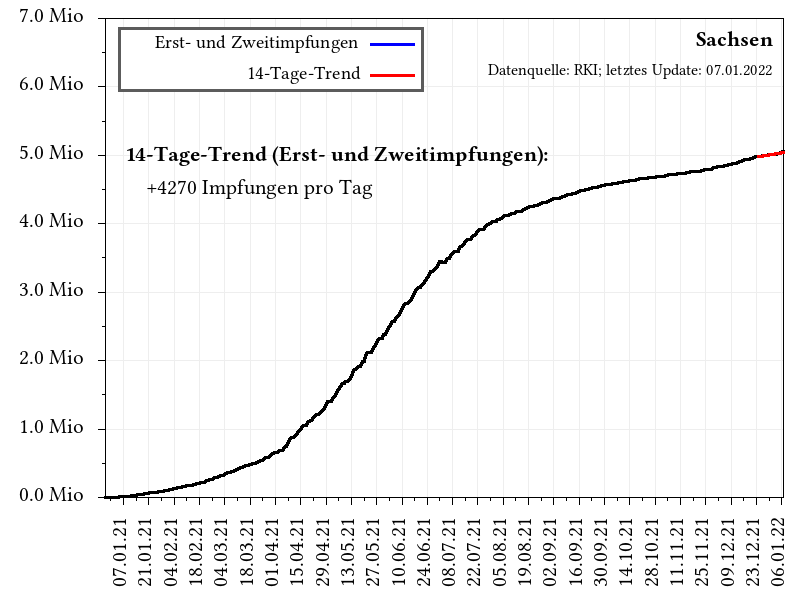 7.0 Mio
6.0 Mio
5.0 Mio
4.0 Mio
3.0 Mio
2.0 Mio
1.0 Mio
0.0 Mio
Erst- und Zweitimpfungen
14-Tage-Trend
Sachsen
Datenquelle: RKI; letztes Update: 07.01.2022
14-Tage-Trend (Erst- und Zweitimpfungen):
+4270 Impfungen pro Tag
07.01.21
21.01.21
04.02.21
18.02.21
04.03.21
18.03.21
01.04.21
15.04.21
29.04.21
13.05.21
27.05.21
10.06.21
24.06.21
08.07.21
22.07.21
05.08.21
19.08.21
02.09.21
16.09.21
30.09.21
14.10.21
28.10.21
11.11.21
25.11.21
09.12.21
23.12.21
06.01.22